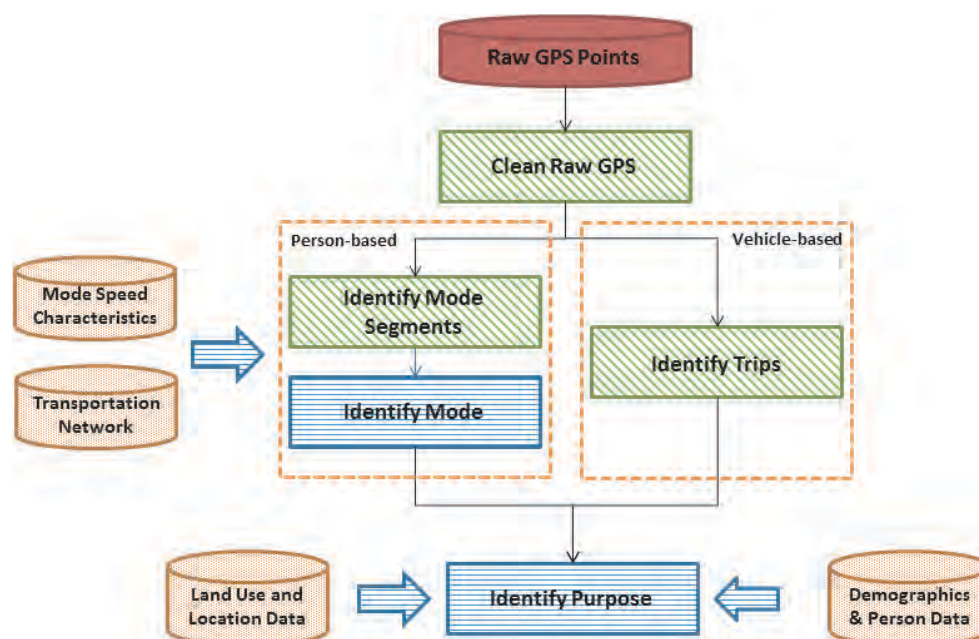 Raw GPS Points
Clean Raw GPS
Person-based
Vehicle-based
Mode Speed
Characteristics
Identify Mode
Segments
Identify Trips
Transportation
Network
Identify Mode
Land Use and
Location Data
Identify Purpose
Demographics
& Person Data